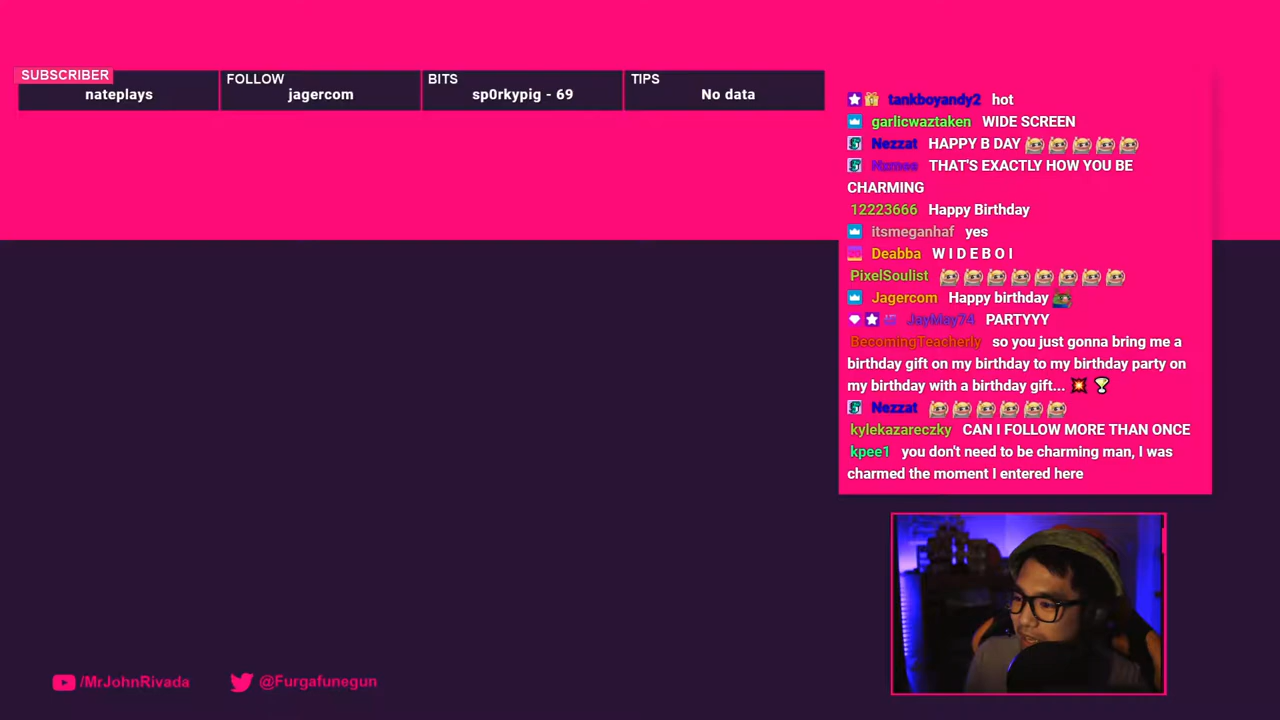 SUBSCRIBER
nateplays
FOLLOW
jagercom
BITS
sp0rkypig - 69
TIPS
No data
tankboyandy2 hot
garlicwaztaken WIDE SCREEN
Nezzat HAPPY B DAY
THAT'S EXACTLY HOW YOU BE
CHARMING
12223666 Happy Birthday
itsmeganhaf yes
Deabba W I D E B O I
PixelSoulist
Jagercom Happy birthday
JayMay74 PARTYYY
BecomingTeacherly so you just gonna bring me a
birthday gift on my birthday to my birthday party on
my birthday with a birthday gift...
Nezzat
kylekazareczky CAN I FOLLOW MORE THAN ONCE
kpee1 you don't need to be charming man, I was
charmed the moment I entered here
/MrJohnRivada
@Furgafunegun